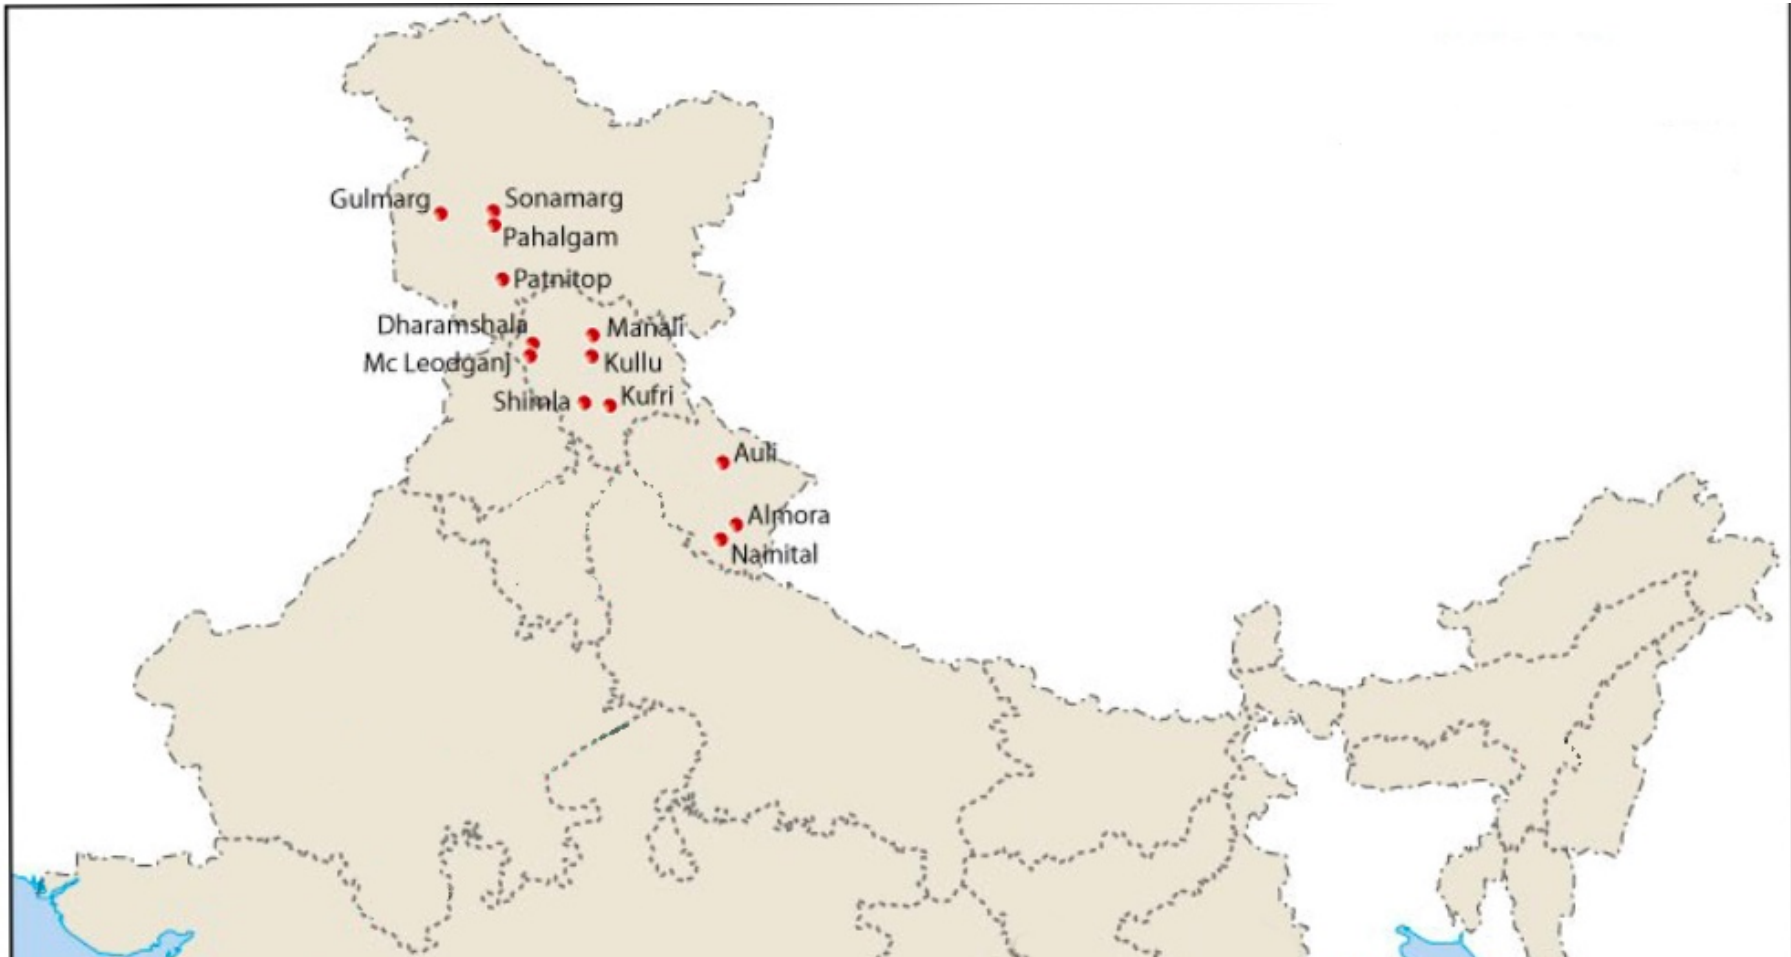 Gulmarg
Sonamarg
Pahalgam
Patnitop
Dharamshala
Manali
Mc Leodganj
Kullu
Shimla
Kufri
Auli
Almora
Nainital